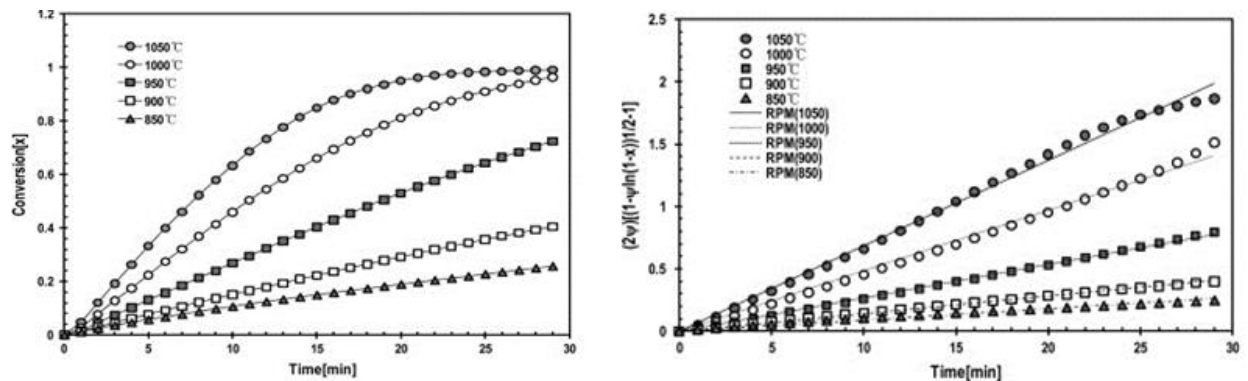 1
0.8
0.6
0.4
0.2
0
Conversion[x]
1050℃
1000℃
950℃
900℃
850℃
0 5 10 15 20 25 30
Time[min]
2.5
2
1.5
1
0.5
0
(2ψ)[(1-ψln(1-x))1/2-1]
1050℃
1000℃
950℃
900℃
850℃
RPM(1050)
RPM(1000)
RPM(950)
RPM(900)
RPM(850)
0 5 10 15 20 25 30
Time[min]